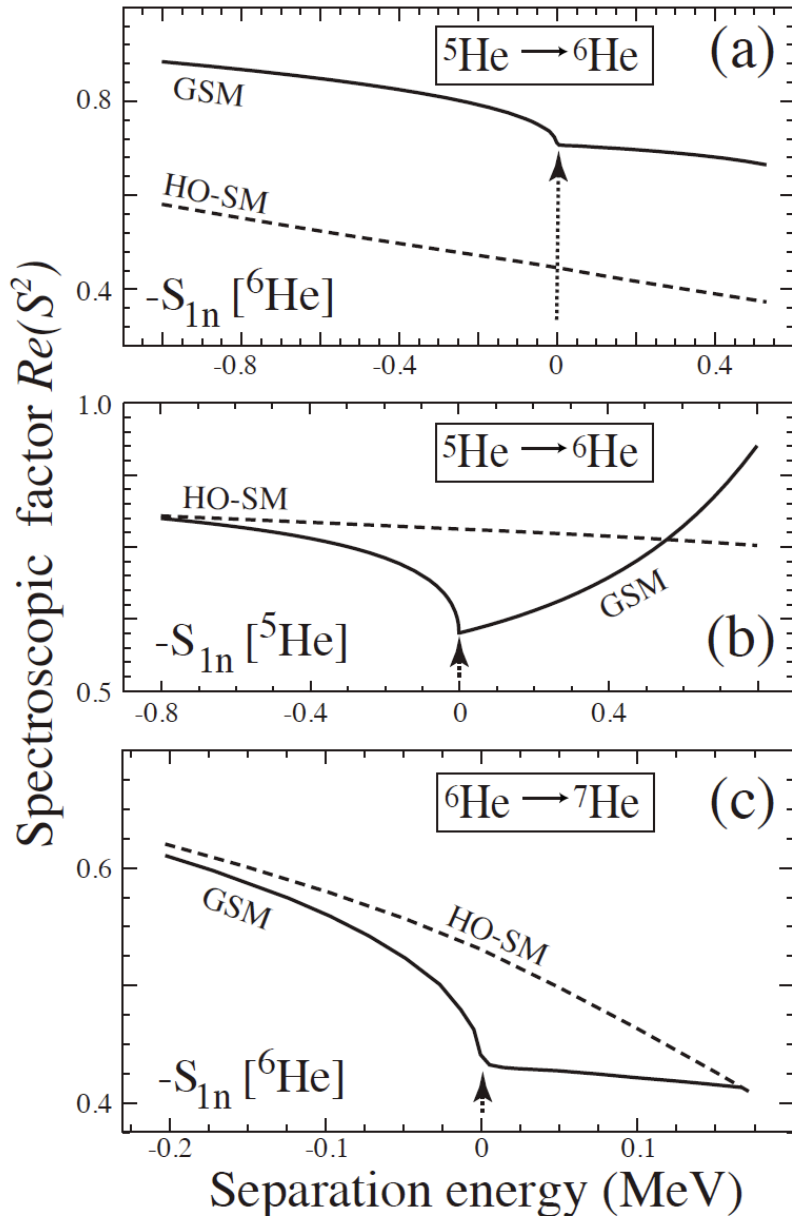 Spectroscopic factor Re(S²)
⁵He → ⁶He
(a)
GSM
HO-SM
-S₁ₙ [⁶He]
0.8
0.4
-0.8
-0.4
0
0.4
1.0
⁵He → ⁶He
HO-SM
GSM
-S₁ₙ [⁵He]
(b)
0.5
-0.8
-0.4
0
0.4
⁶He → ⁷He
(c)
0.6
GSM
HO-SM
-S₁ₙ [⁶He]
0.4
-0.2
-0.1
0
0.1
Separation energy (MeV)